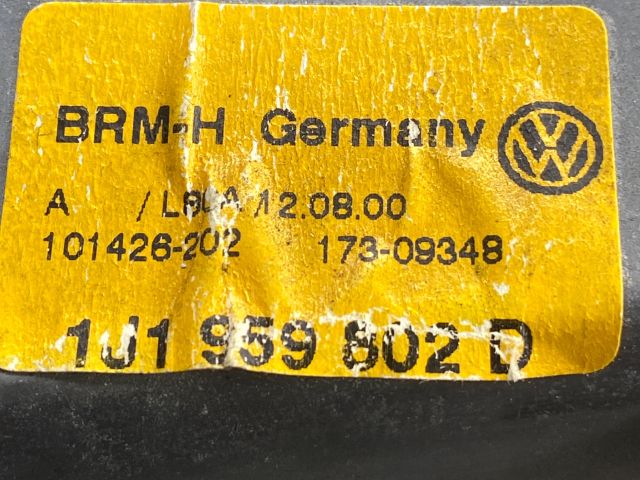 BRM-H Germany
A / L80A /12.08.00
101426-202 173-09348
1J1 959 802 D